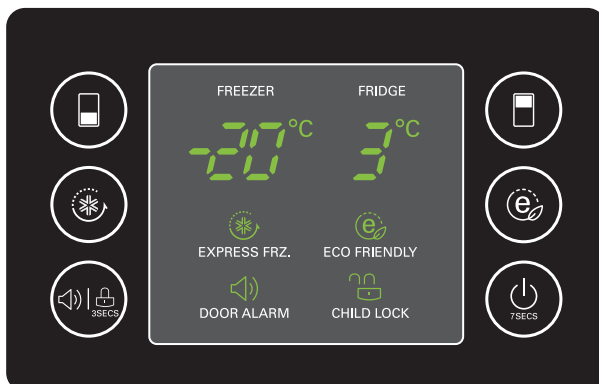 FREEZER FRIDGE
-20°C 3°C
EXPRESS FRZ. ECO FRIENDLY
DOOR ALARM CHILD LOCK
3SECS
7SECS